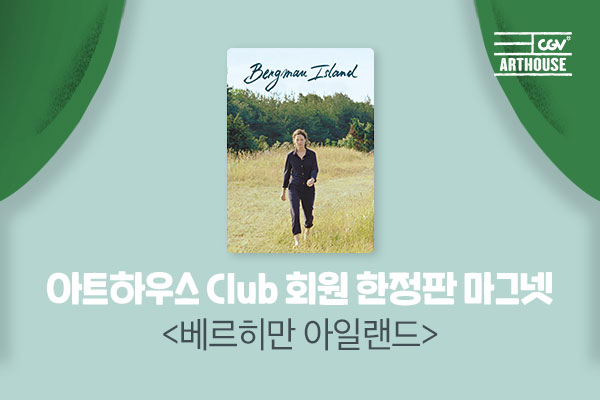 CGV
ARTHOUSE
Bergman Island
아트하우스 Club 회원 한정판 마그넷
<베르히만 아일랜드>